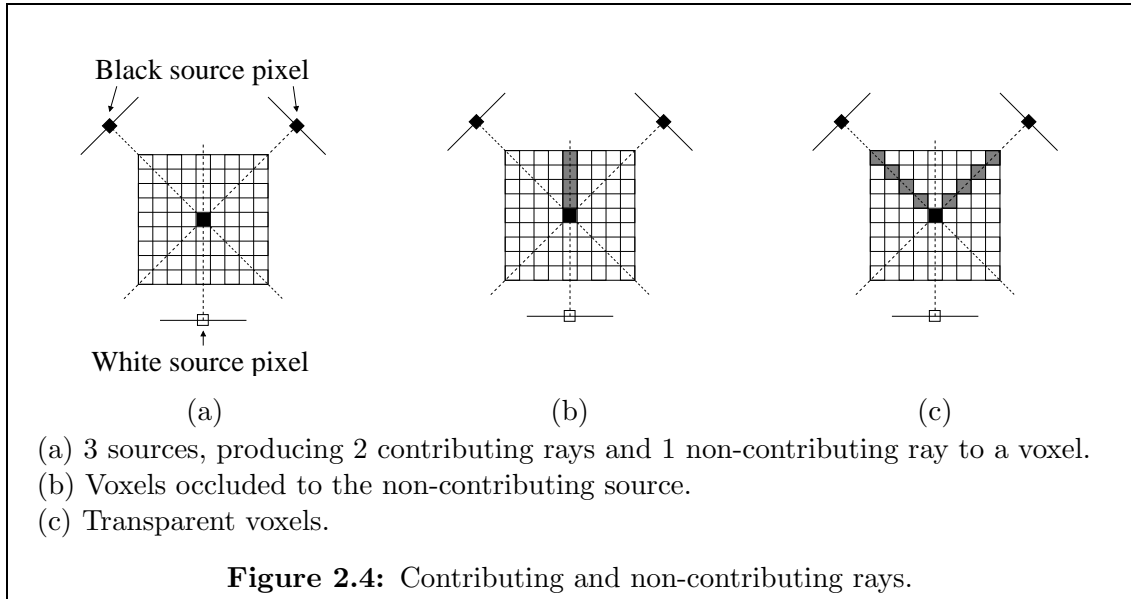 Black source pixel
White source pixel
(a) (b) (c)
(a) 3 sources, producing 2 contributing rays and 1 non-contributing ray to a voxel.
(b) Voxels occluded to the non-contributing source.
(c) Transparent voxels.
Figure 2.4: Contributing and non-contributing rays.